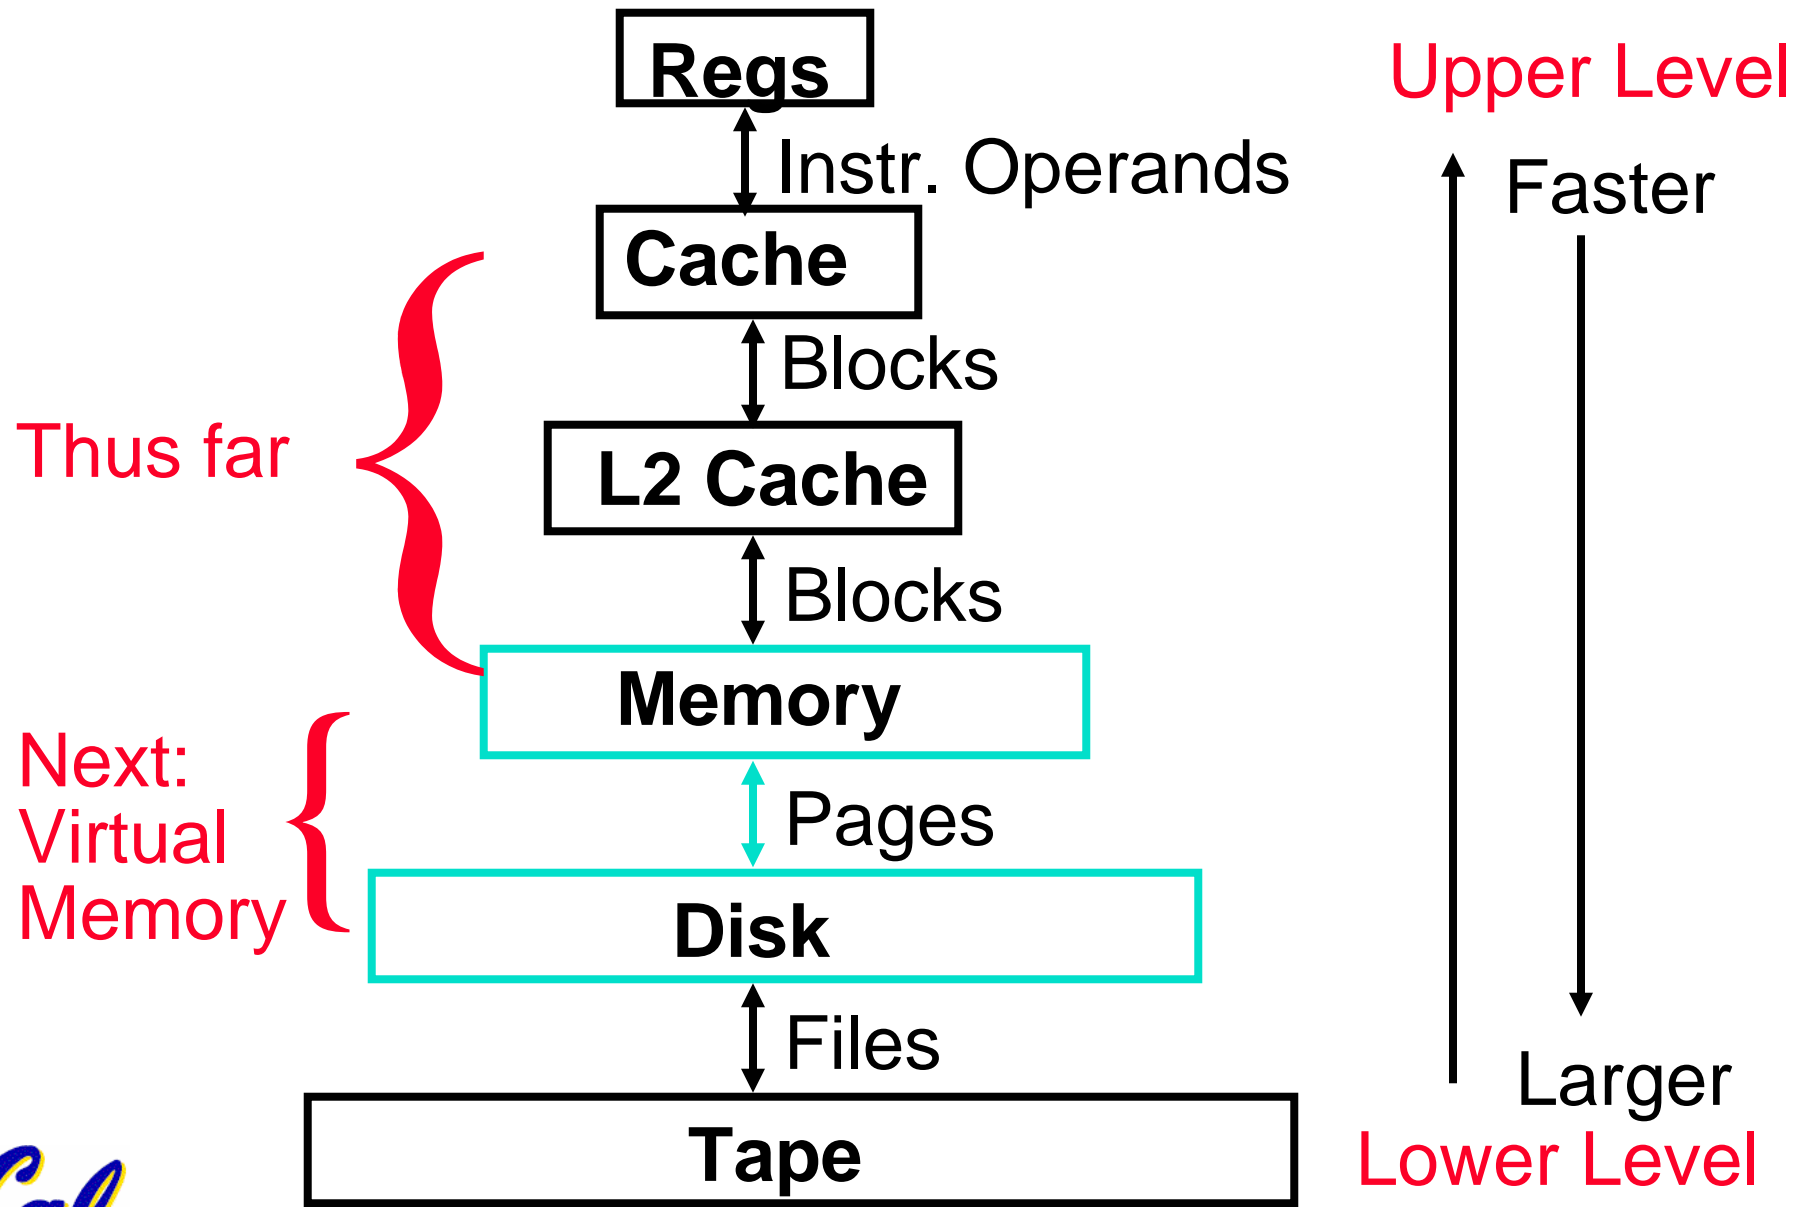 Regs
Upper Level
Instr. Operands
Faster
Cache
Blocks
Thus far
L2 Cache
Blocks
Memory
Next:
Virtual
Memory
Pages
Disk
Files
Larger
Tape
Lower Level
Cal